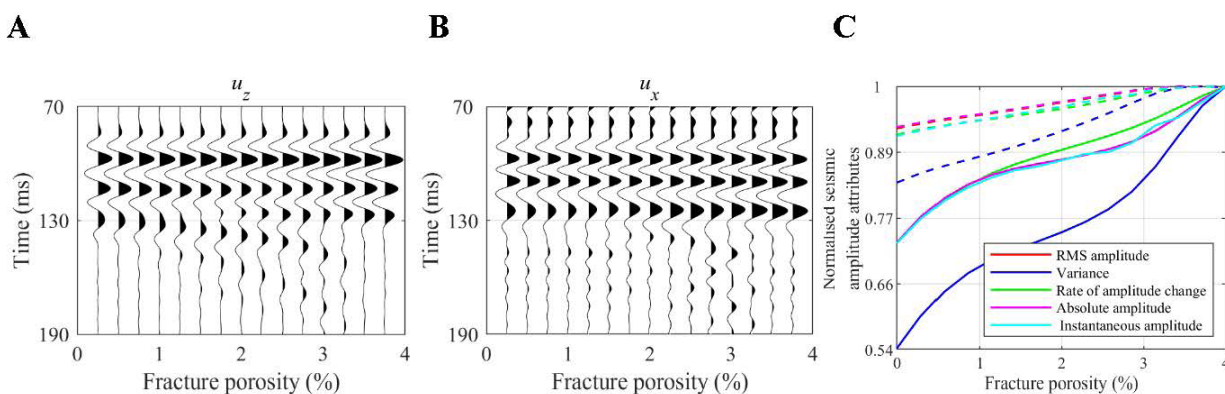 A
u_z
70
130
190
Time (ms)
0 1 2 3 4
Fracture porosity (%)
B
u_x
70
130
190
Time (ms)
0 1 2 3 4
Fracture porosity (%)
C
1
0.89
0.77
0.66
0.54
Normalised seismic
amplitude attributes
RMS amplitude
Variance
Rate of amplitude change
Absolute amplitude
Instantaneous amplitude
0 1 2 3 4
Fracture porosity (%)